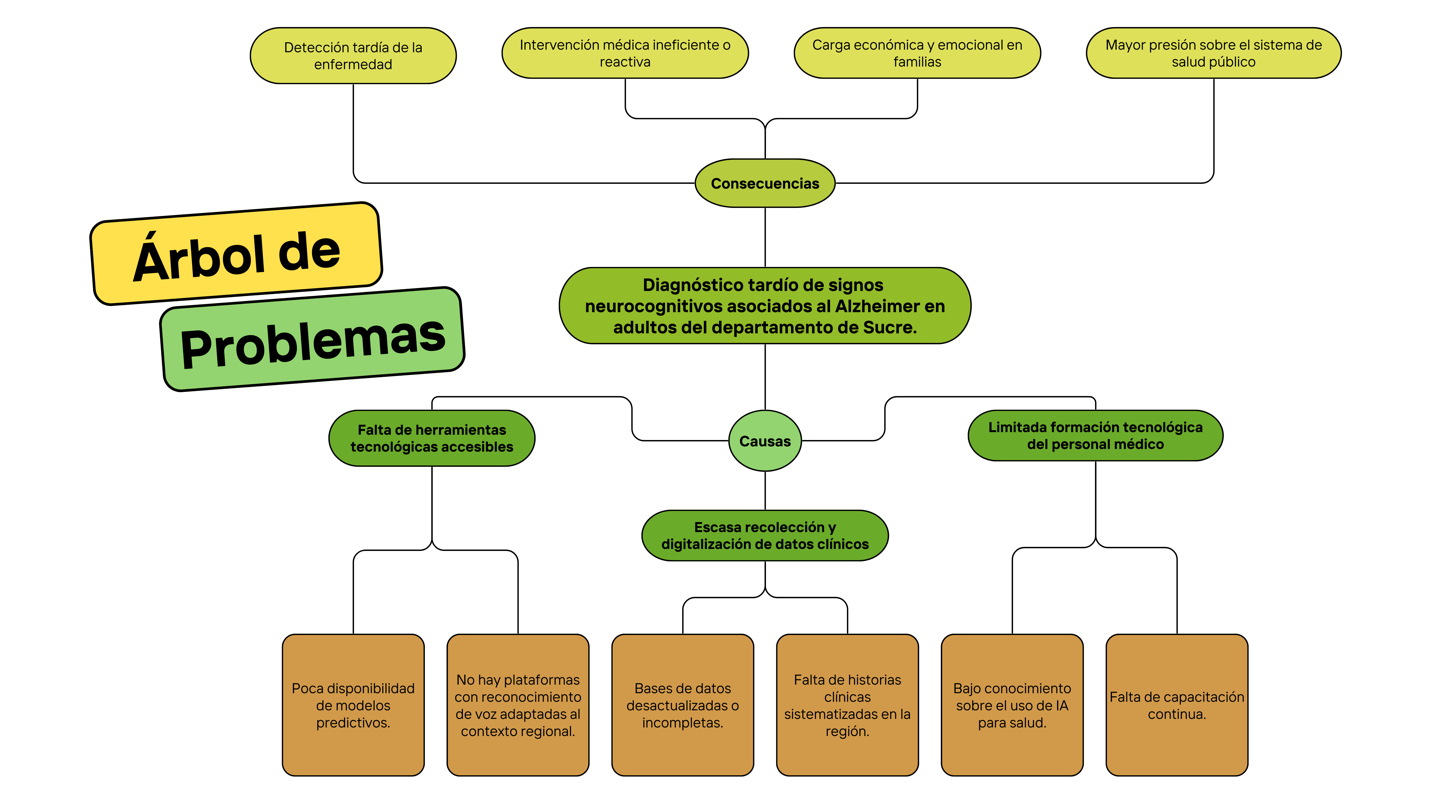 Detección tardía de la
enfermedad
Intervención médica ineficiente o
reactiva
Carga económica y emocional en
familias
Mayor presión sobre el sistema de
salud público
Consecuencias
Árbol de
Problemas
Diagnóstico tardío de signos
neurocognitivos asociados al Alzheimer en
adultos del departamento de Sucre.
Falta de herramientas
tecnológicas accesibles
Causas
Limitada formación tecnológica
del personal médico
Escasa recolección y
digitalización de datos clínicos
Poca disponibilidad
de modelos
predictivos.
No hay plataformas
con reconocimiento
de voz adaptadas al
contexto regional.
Bases de datos
desactualizadas o
incompletas.
Falta de historias
clínicas
sistematizadas en la
región.
Bajo conocimiento
sobre el uso de IA
para salud.
Falta de capacitación
continua.